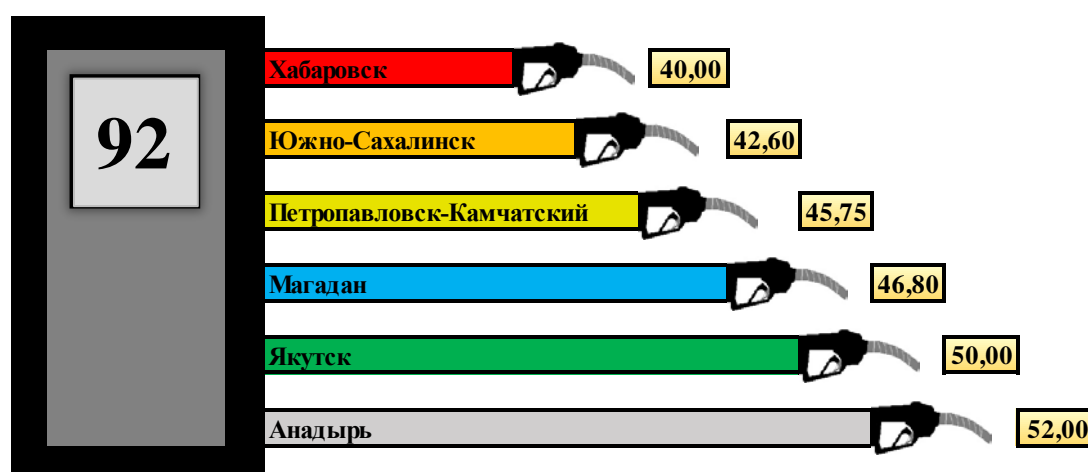 92
Хабаровск 40,00
Южно-Сахалинск 42,60
Петропавловск-Камчатский 45,75
Магадан 46,80
Якутск 50,00
Анадырь 52,00